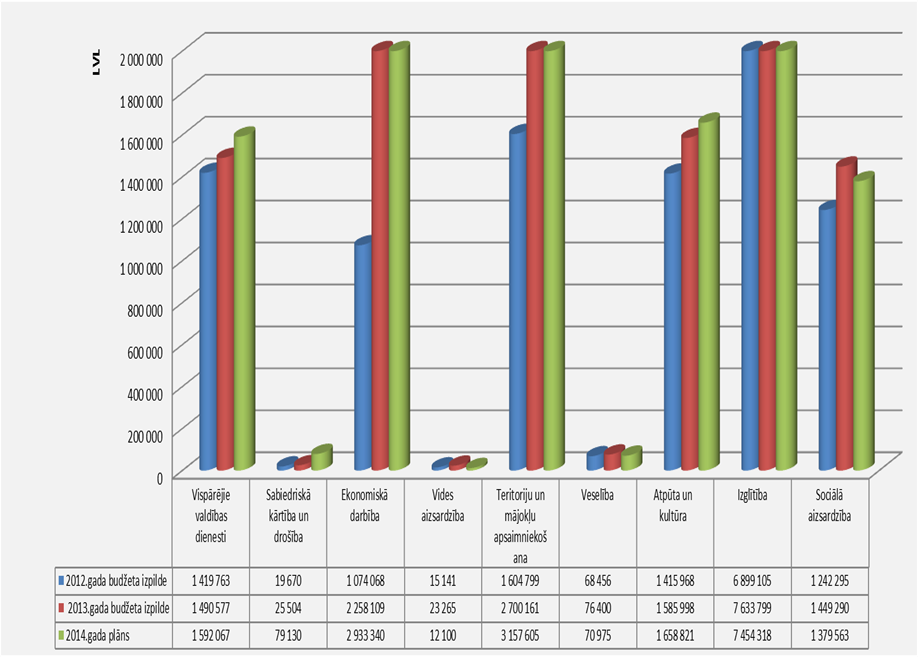 LVL
2 000 000
1 800 000
1 600 000
1 400 000
1 200 000
1 000 000
800 000
600 000
400 000
200 000
0
Vispārējie valdības dienesti
Sabiedriskā kārtība un drošība
Ekonomiskā darbība
Vides aizsardzība
Teritoriju un mājokļu apsaimniekoš ana
Veselība
Atpūta un kultūra
Izglītība
Sociālā aizsardzība
2012.gada budžeta izpilde 1 419 763 19 670 1 074 068 15 141 1 604 799 68 456 1 415 968 6 899 105 1 242 295
2013.gada budžeta izpilde 1 490 577 25 504 2 258 109 23 265 2 700 161 76 400 1 585 998 7 633 799 1 449 290
2014.gada plāns 1 592 067 79 130 2 933 340 12 100 3 157 605 70 975 1 658 821 7 454 318 1 379 563